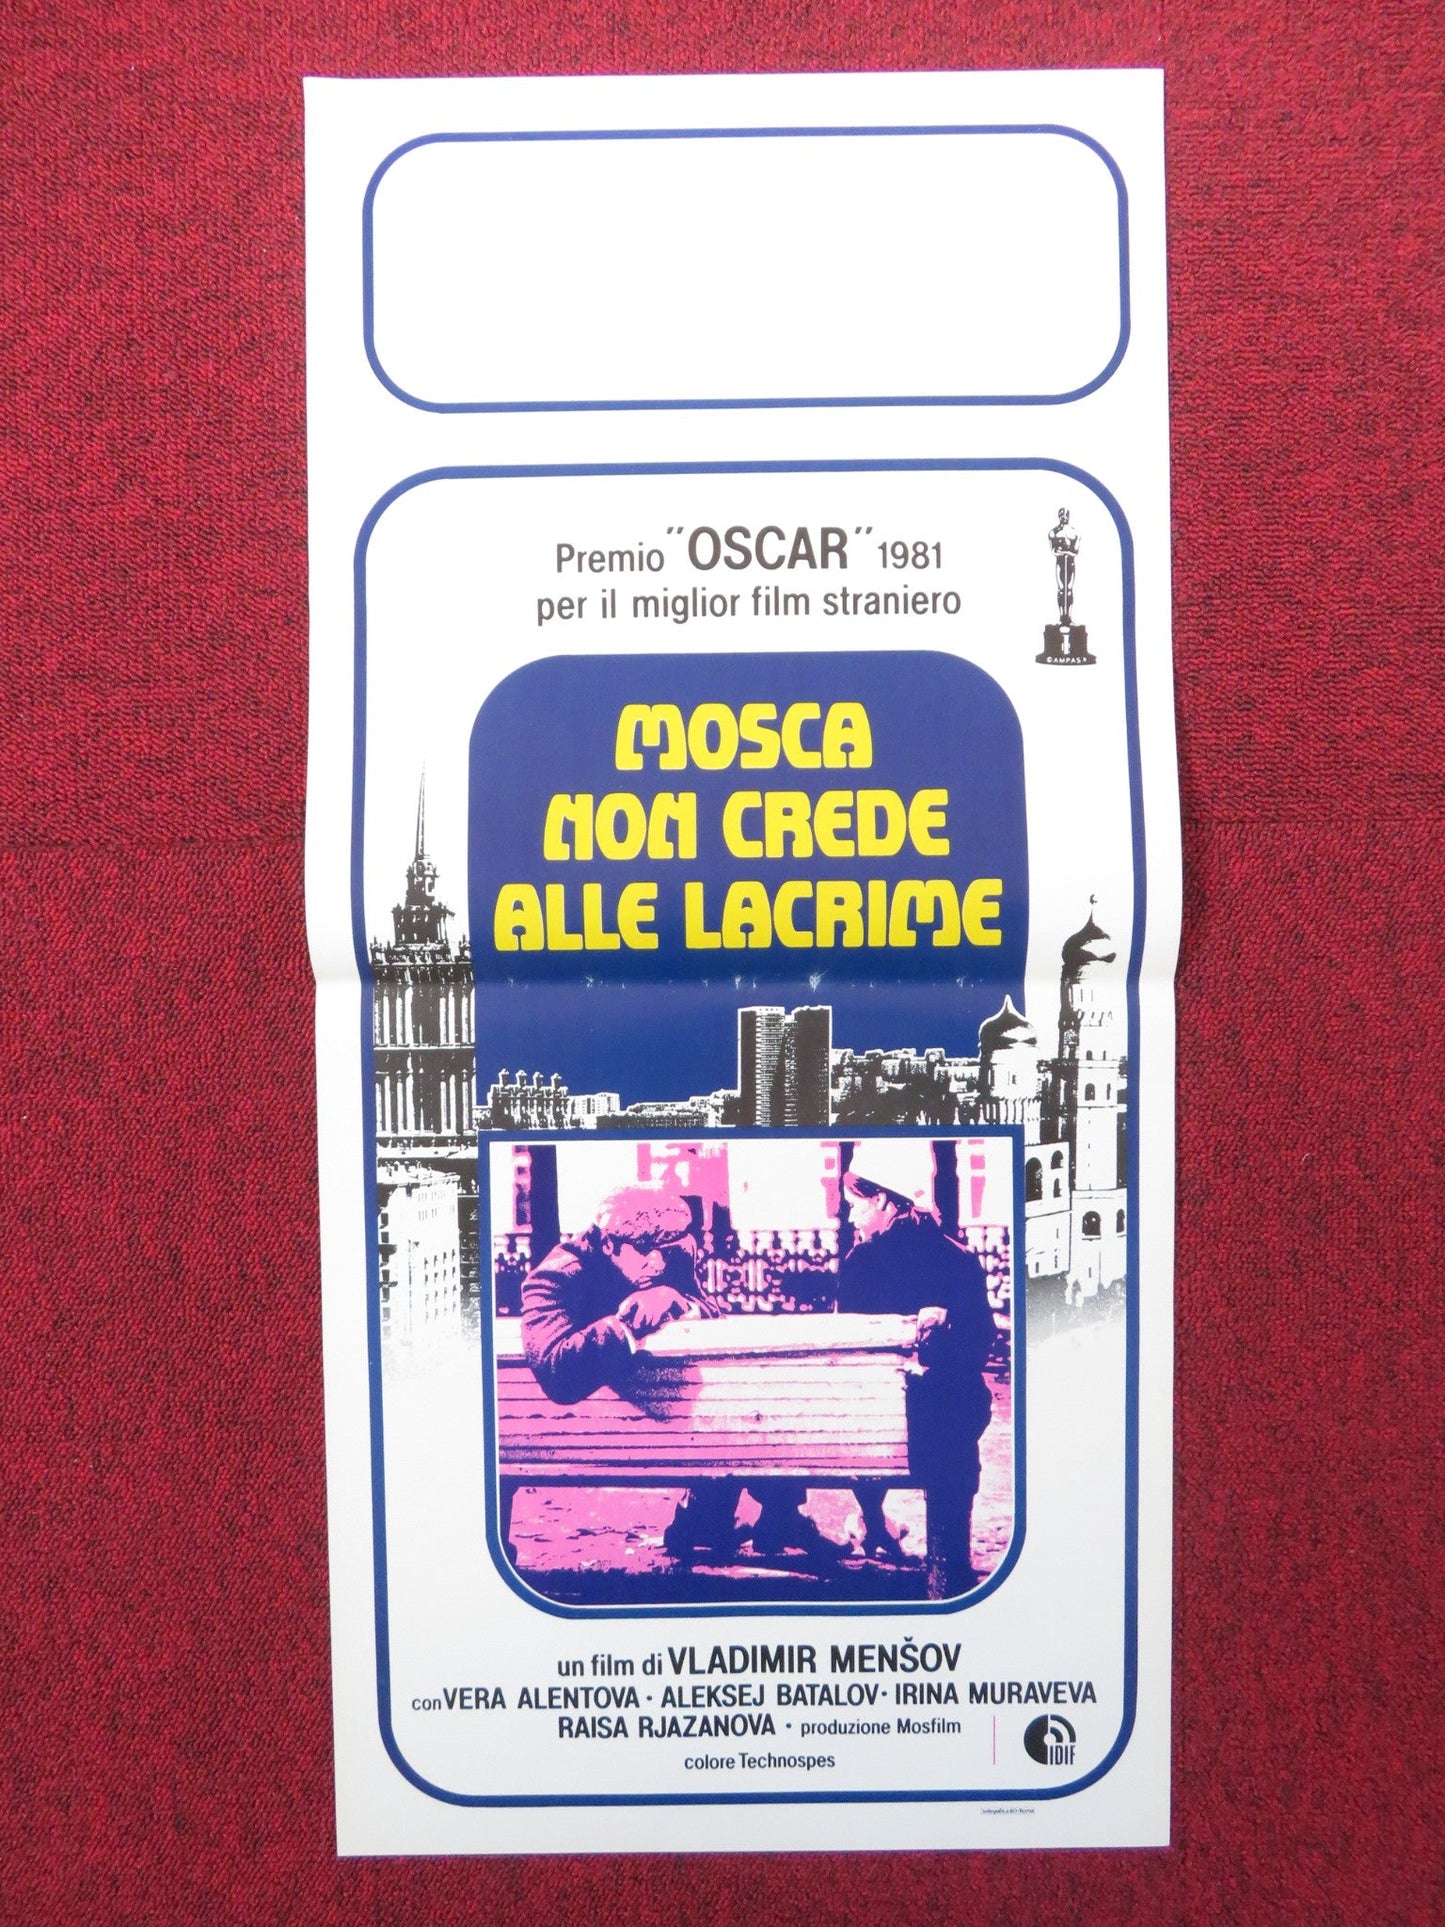 Premio "OSCAR" 1981
per il miglior film straniero
©AMPAS®
MOSCA
NON CREDE
ALLE LACRIME
un film di VLADIMIR MENŠOV
con VERA ALENTOVA · ALEKSEJ BATALOV · IRINA MURAVEVA
RAISA RJAZANOVA · produzione Mosfilm
IDIF
colore Technospes